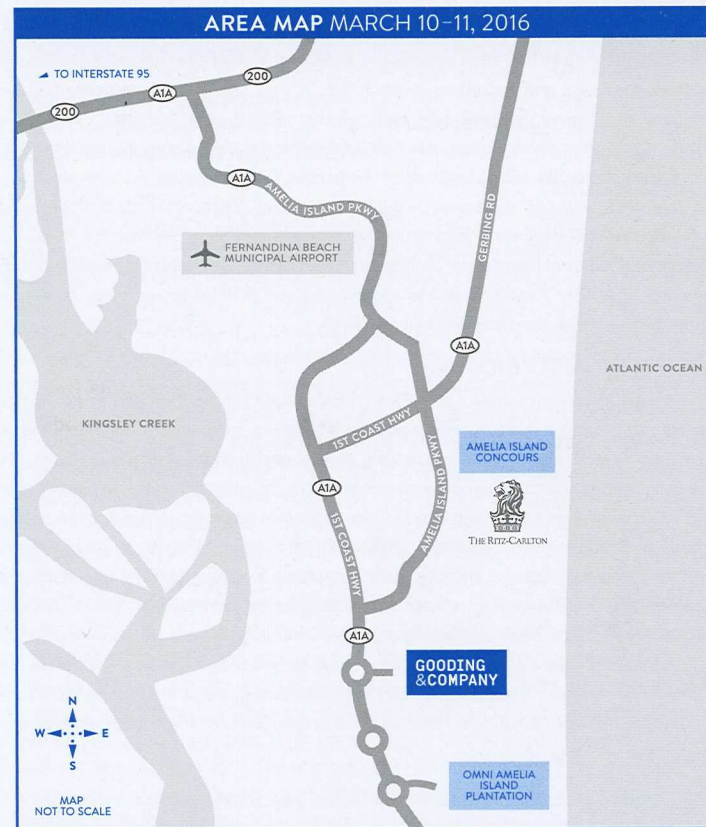 AREA MAP MARCH 10–11, 2016
TO INTERSTATE 95
200
A1A
200
A1A
AMELIA ISLAND PKWY
GERBING RD
FERNANDINA BEACH
MUNICIPAL AIRPORT
A1A
ATLANTIC OCEAN
KINGSLEY CREEK
1ST COAST HWY
AMELIA ISLAND
CONCOURS
A1A
AMELIA ISLAND PKWY
1ST COAST HWY
THE RITZ-CARLTON
A1A
GOODING
&COMPANY
N
W
E
S
OMNI AMELIA
ISLAND
PLANTATION
MAP
NOT TO SCALE